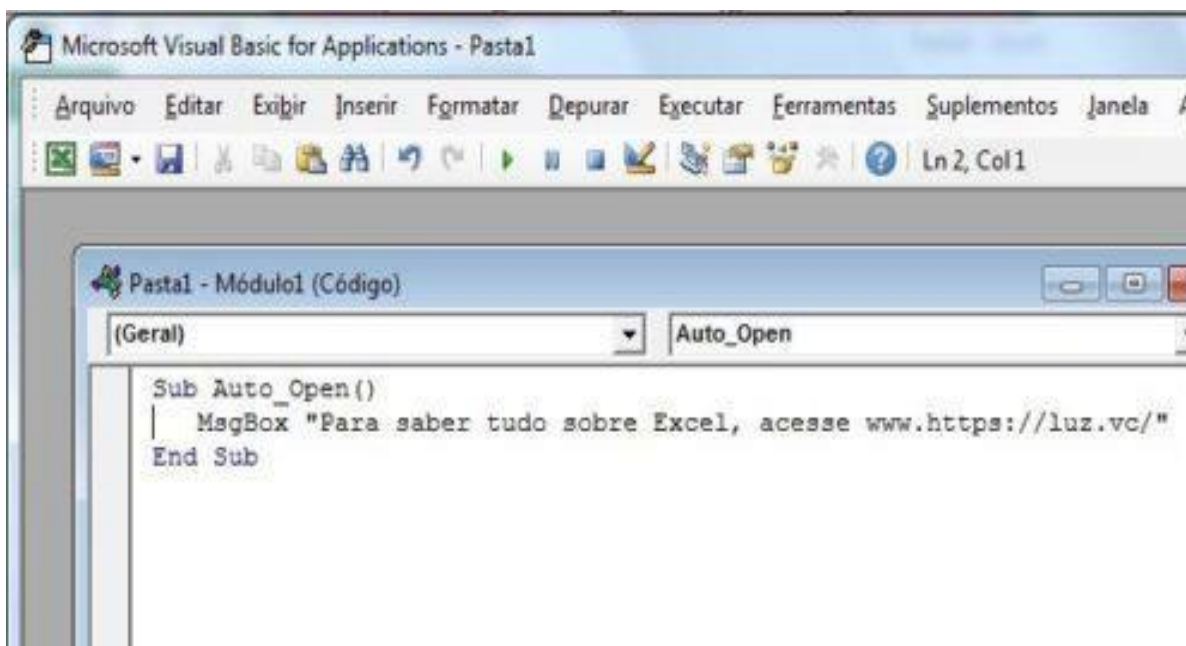 Microsoft Visual Basic for Applications - Pasta1
Arquivo Editar Exibir Inserir Formatar Depurar Executar Ferramentas Suplementos Janela
Ln 2, Col 1
Pasta1 - Módulo1 (Código)
(Geral) Auto_Open
Sub Auto_Open()
MsgBox "Para saber tudo sobre Excel, acesse www.https://luz.vc/"
End Sub